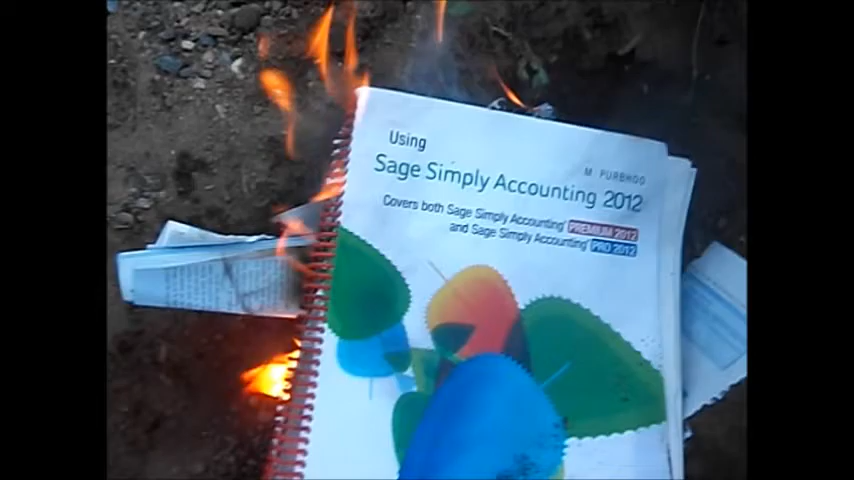 Using
Sage Simply Accounting 2012
M PURBHOO
Covers both Sage Simply Accounting PREMIUM 2012
and Sage Simply Accounting PRO 2012